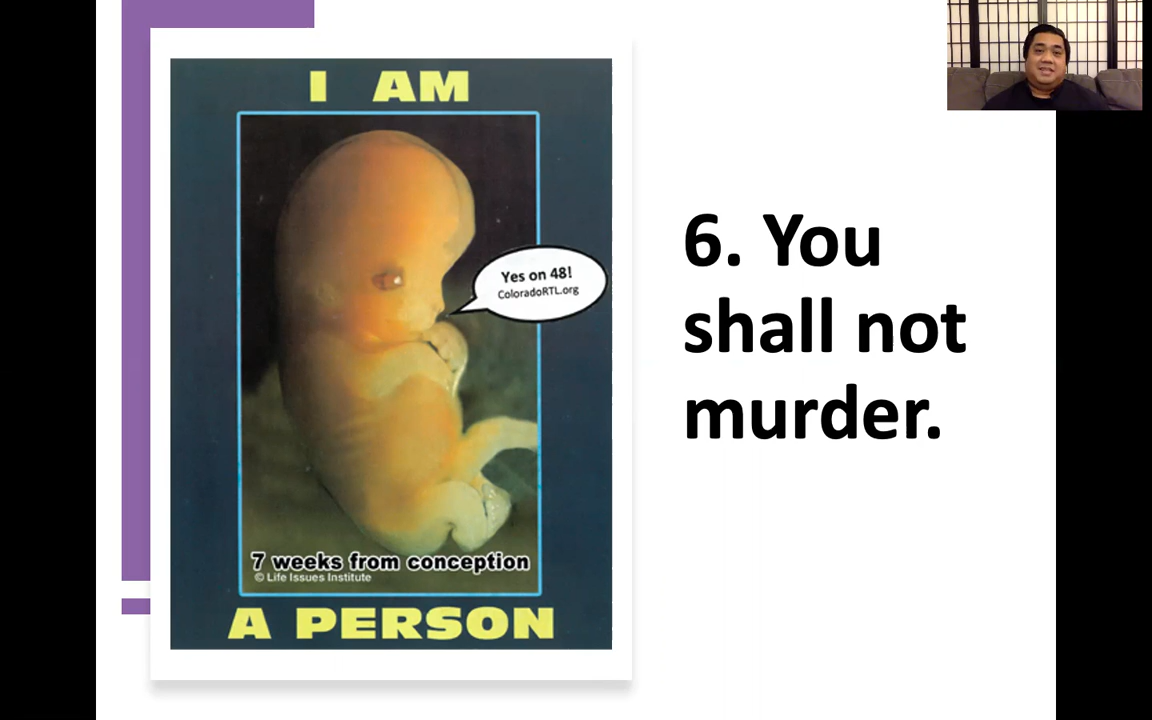 I AM
Yes on 48!
ColoradoRTL.org
7 weeks from conception
© Life Issues Institute
A PERSON
6. You
shall not
murder.